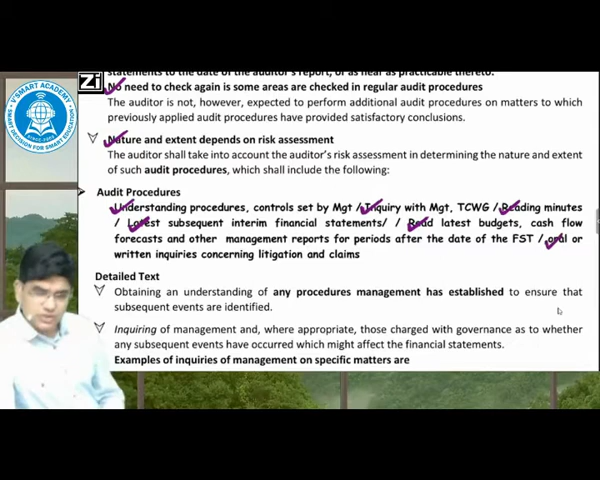 V'SMART ACADEMY
SMART DECISION FOR SMART EDUCATION
Zi
statements to the date of the auditor's report, or as near as practicable thereto.
No need to check again is some areas are checked in regular audit procedures
The auditor is not, however, expected to perform additional audit procedures on matters to which
previously applied audit procedures have provided satisfactory conclusions.
Nature and extent depends on risk assessment
The auditor shall take into account the auditor's risk assessment in determining the nature and extent
of such audit procedures, which shall include the following:
Audit Procedures
Understanding procedures, controls set by Mgt / Inquiry with Mgt, TCWG / Reading minutes
/ Latest subsequent interim financial statements/ / Read latest budgets, cash flow
forecasts and other management reports for periods after the date of the FST / oral or
written inquiries concerning litigation and claims
Detailed Text
Obtaining an understanding of any procedures management has established to ensure that
subsequent events are identified.
Inquiring of management and, where appropriate, those charged with governance as to whether
any subsequent events have occurred which might affect the financial statements.
Examples of inquiries of management on specific matters are